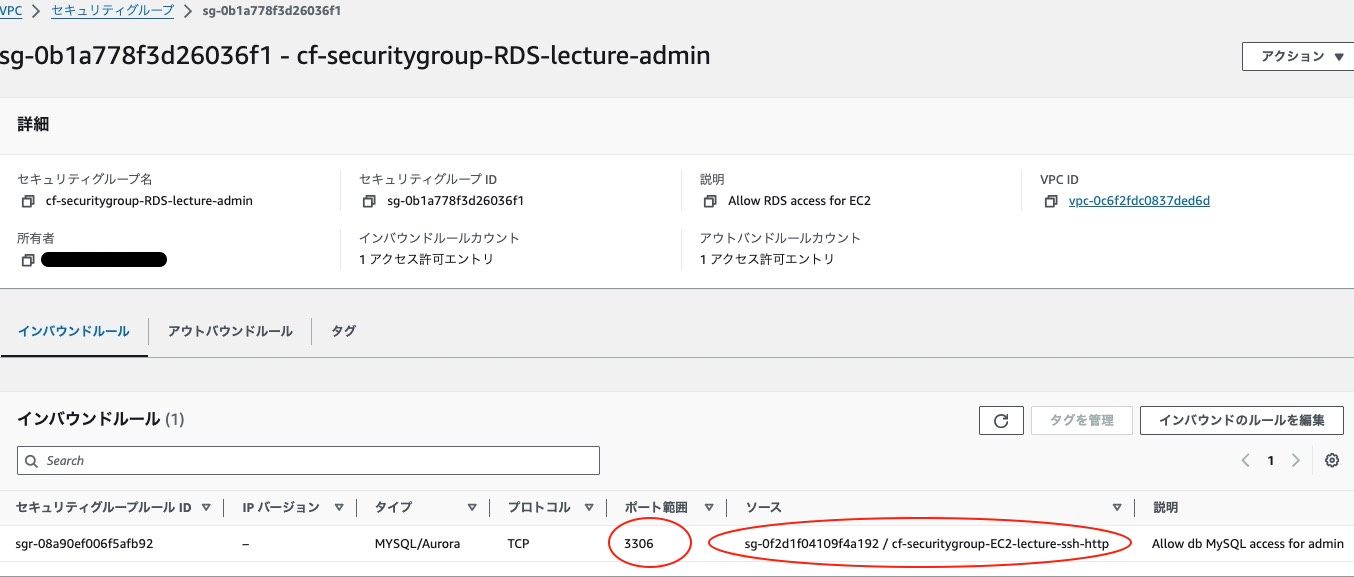 VPC > セキュリティグループ > sg-0b1a778f3d26036f1
sg-0b1a778f3d26036f1 - cf-securitygroup-RDS-lecture-admin
アクション ▼
詳細
セキュリティグループ名 セキュリティグループ ID 説明 VPC ID
cf-securitygroup-RDS-lecture-admin sg-0b1a778f3d26036f1 Allow RDS access for EC2 vpc-0c6f2fdc0837ded6d
所有者 インバウンドルールカウント アウトバンドルールカウント
1 アクセス許可エントリ 1 アクセス許可エントリ
インバウンドルール アウトバウンドルール タグ
インバウンドルール (1) タグを管理 インバウンドのルールを編集
Search 1
セキュリティグループルール ID IP バージョン タイプ プロトコル ポート範囲 ソース 説明
sgr-08a90ef006f5afb92 – MYSQL/Aurora TCP 3306 sg-0f2d1f04109f4a192 / cf-securitygroup-EC2-lecture-ssh-http Allow db MySQL access for admin